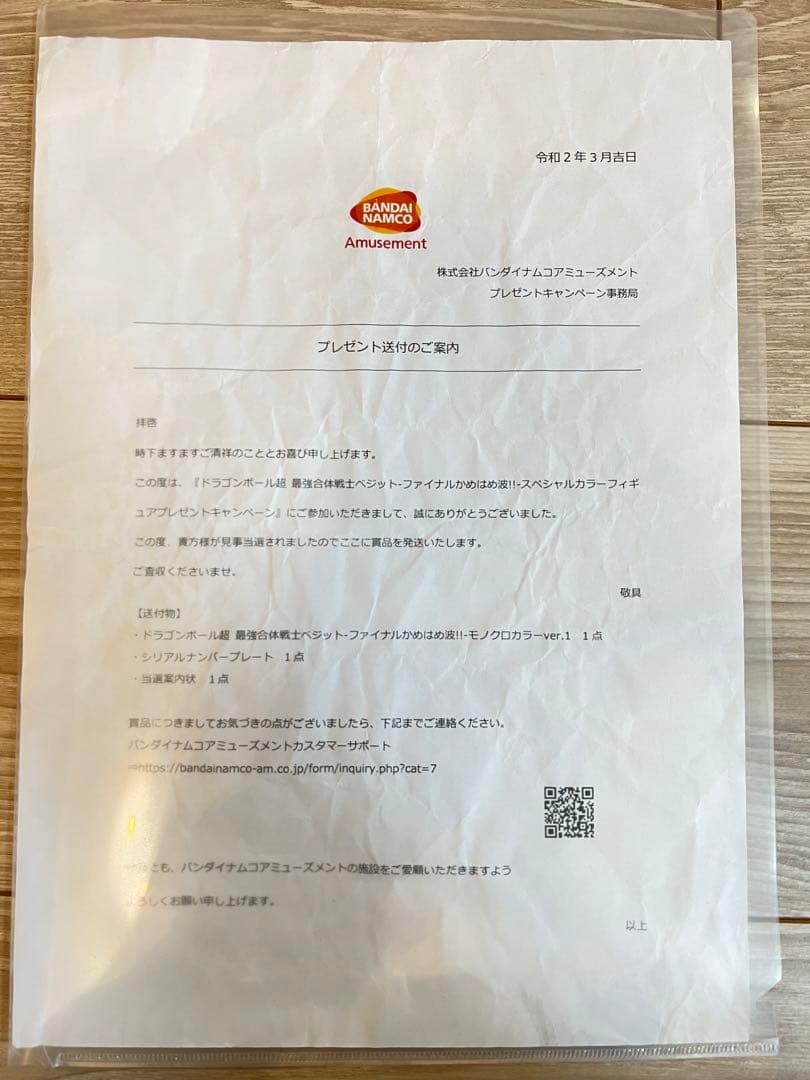 令和2年3月吉日
BANDAI
NAMCO
Amusement
株式会社バンダイナムコアミューズメント
プレゼントキャンペーン事務局
プレゼント送付のご案内
拝啓
時下ますますご清祥のこととお喜び申し上げます。
この度は、『ドラゴンボール超 最強合体戦士ベジット-ファイナルかめはめ波!!-スペシャルカラーフィギ
ュアプレゼントキャンペーン』にご参加いただきまして、誠にありがとうございました。
この度、貴方様が見事当選されましたのでここに賞品を発送いたします。
ご査収くださいませ。
敬具
【送付物】
・ドラゴンボール超 最強合体戦士ベジット-ファイナルかめはめ波!!-モノクロカラーver.1 1点
・シリアルナンバープレート 1点
・当選案内状 1点
賞品につきましてお気づきの点がございましたら、下記までご連絡ください。
バンダイナムコアミューズメントカスタマーサポート
⇒https://bandainamco-am.co.jp/form/inquiry.php?cat=7
とも、バンダイナムコアミューズメントの施設をご愛顧いただきますよう
よろしくお願い申し上げます。
以上